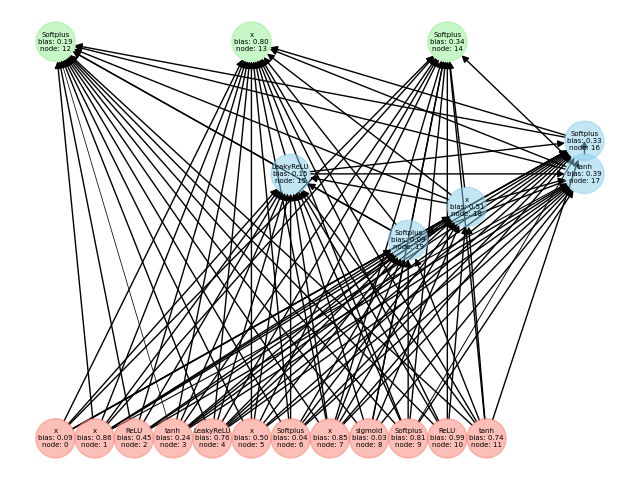 Softplus
bias: 0.19
node: 12
x
bias: 0.80
node: 13
Softplus
bias: 0.34
node: 14
Softplus
bias: 0.33
node: 16
tanh
bias: 0.39
node: 17
LeakyReLU
bias: 0.15
node: 15
x
bias: 0.51
node: 18
Softplus
bias: 0.09
node: 19
x
bias: 0.09
node: 0
x
bias: 0.86
node: 1
ReLU
bias: 0.45
node: 2
tanh
bias: 0.24
node: 3
LeakyReLU
bias: 0.76
node: 4
x
bias: 0.50
node: 5
Softplus
bias: 0.04
node: 6
x
bias: 0.85
node: 7
sigmoid
bias: 0.03
node: 8
Softplus
bias: 0.81
node: 9
ReLU
bias: 0.99
node: 10
tanh
bias: 0.74
node: 11